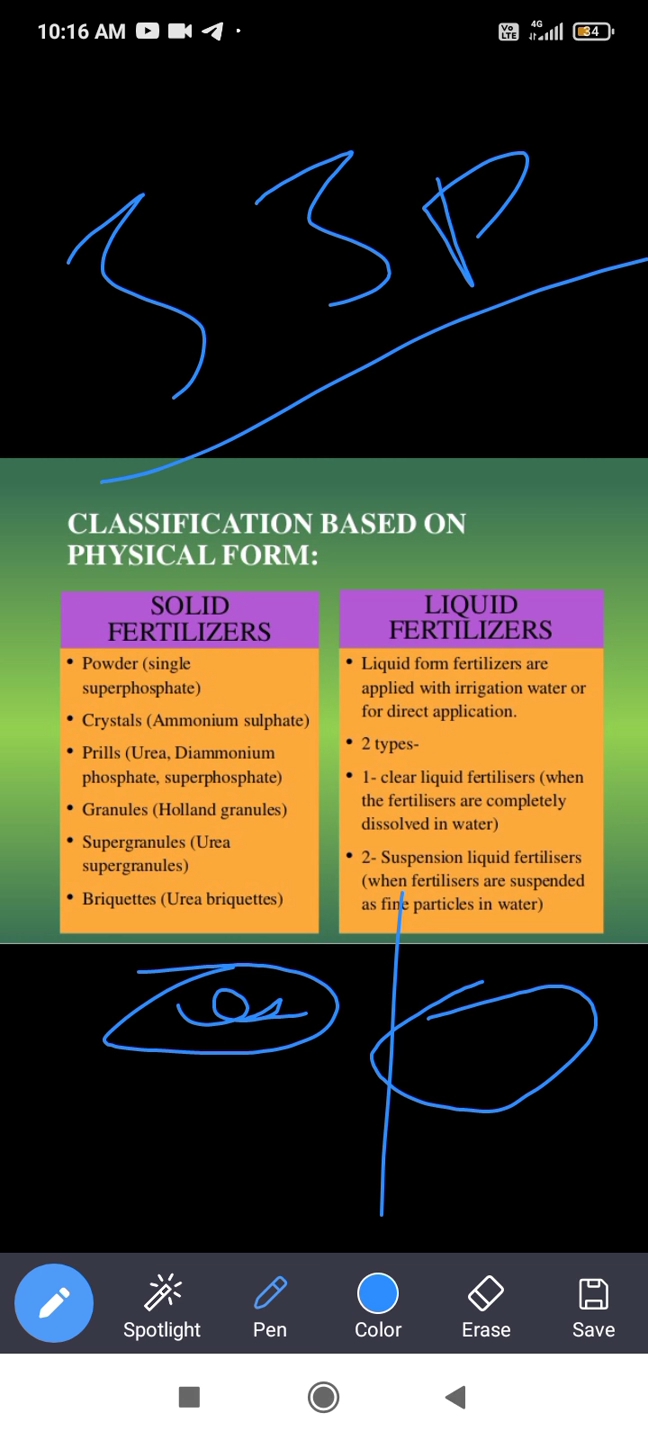 10:16 AM
Vo
LTE
4G
34
CLASSIFICATION BASED ON
PHYSICAL FORM:
SOLID
FERTILIZERS
• Powder (single
superphosphate)
• Crystals (Ammonium sulphate)
• Prills (Urea, Diammonium
phosphate, superphosphate)
• Granules (Holland granules)
• Supergranules (Urea
supergranules)
• Briquettes (Urea briquettes)
LIQUID
FERTILIZERS
• Liquid form fertilizers are
applied with irrigation water or
for direct application.
• 2 types-
• 1- clear liquid fertilisers (when
the fertilisers are completely
dissolved in water)
• 2- Suspension liquid fertilisers
(when fertilisers are suspended
as fine particles in water)
Spotlight
Pen
Color
Erase
Save